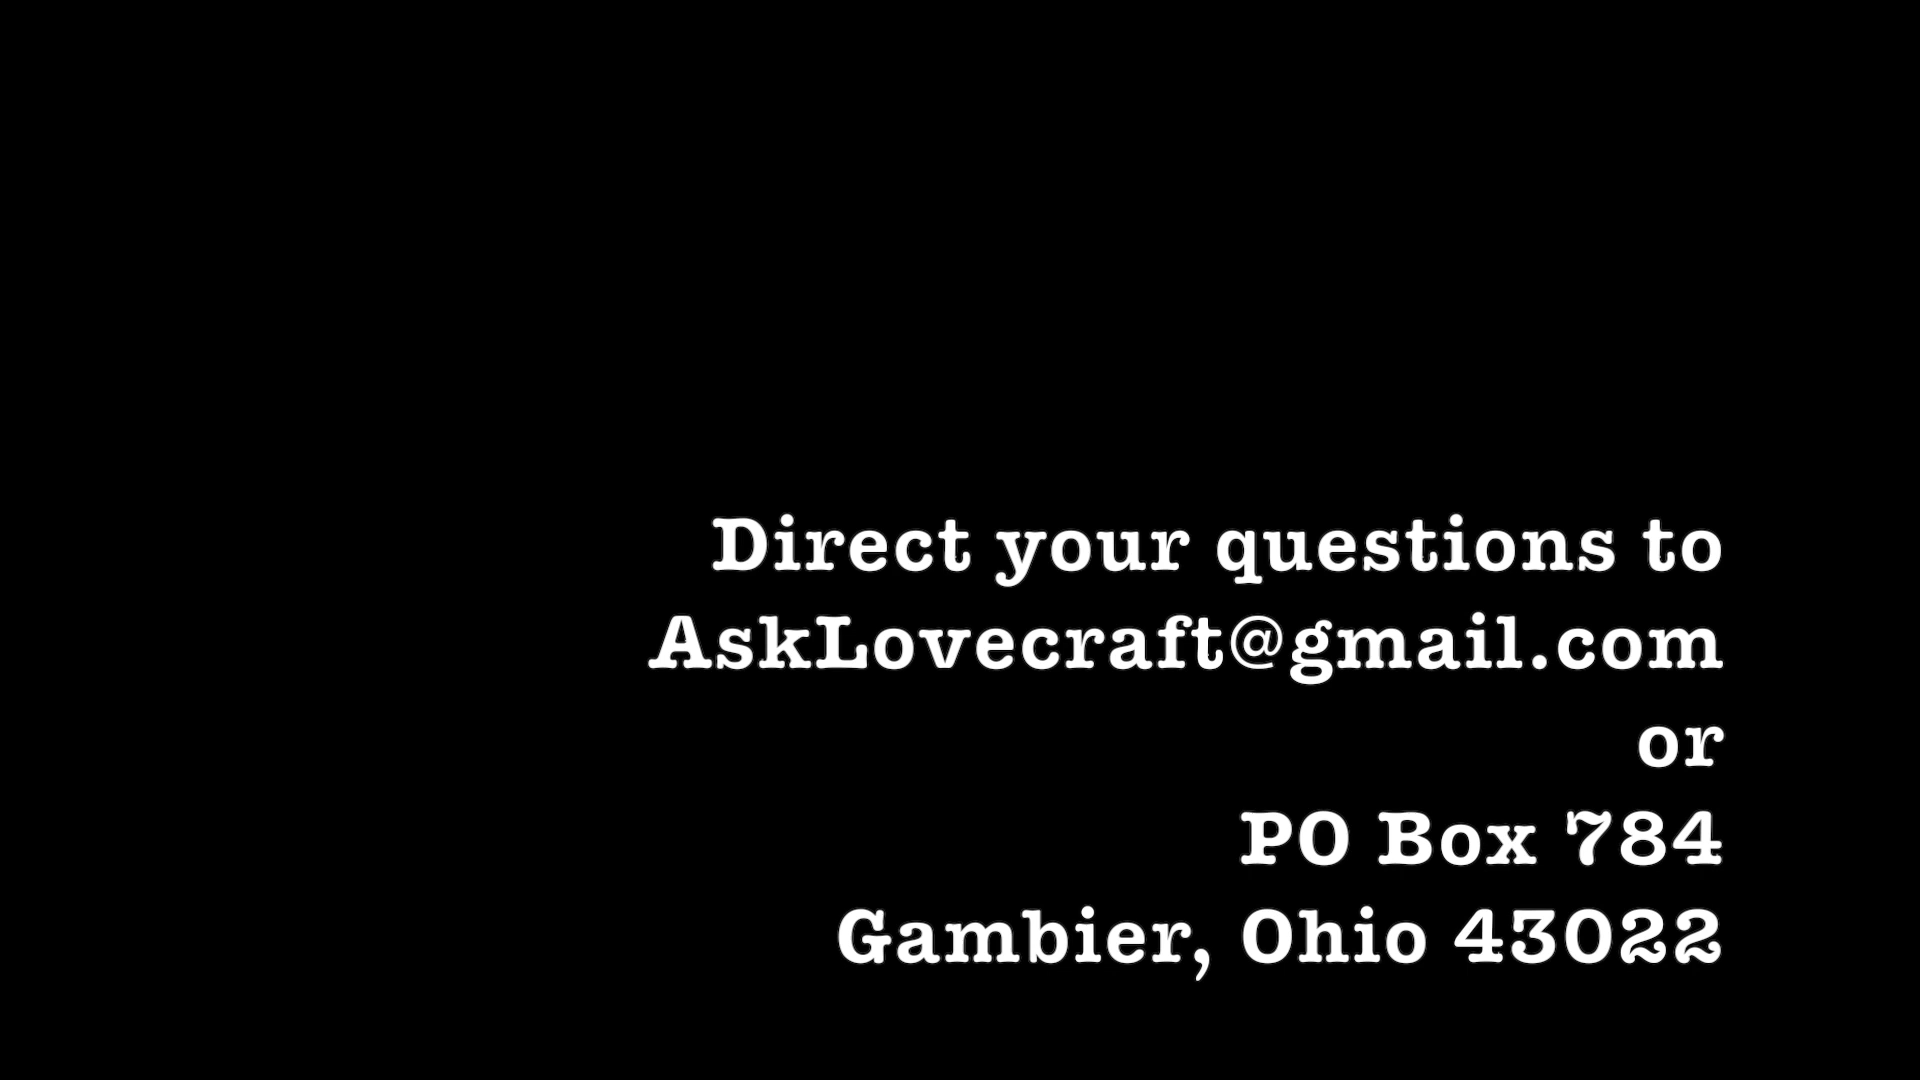 Direct your questions to
AskLovecraft@gmail.com
or
PO Box 784
Gambier, Ohio 43022